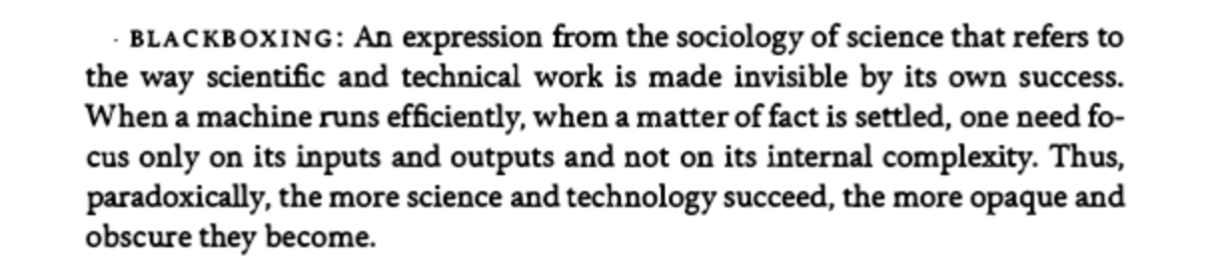 · BLACKBOXING: An expression from the sociology of science that refers to
the way scientific and technical work is made invisible by its own success.
When a machine runs efficiently, when a matter of fact is settled, one need fo-
cus only on its inputs and outputs and not on its internal complexity. Thus,
paradoxically, the more science and technology succeed, the more opaque and
obscure they become.